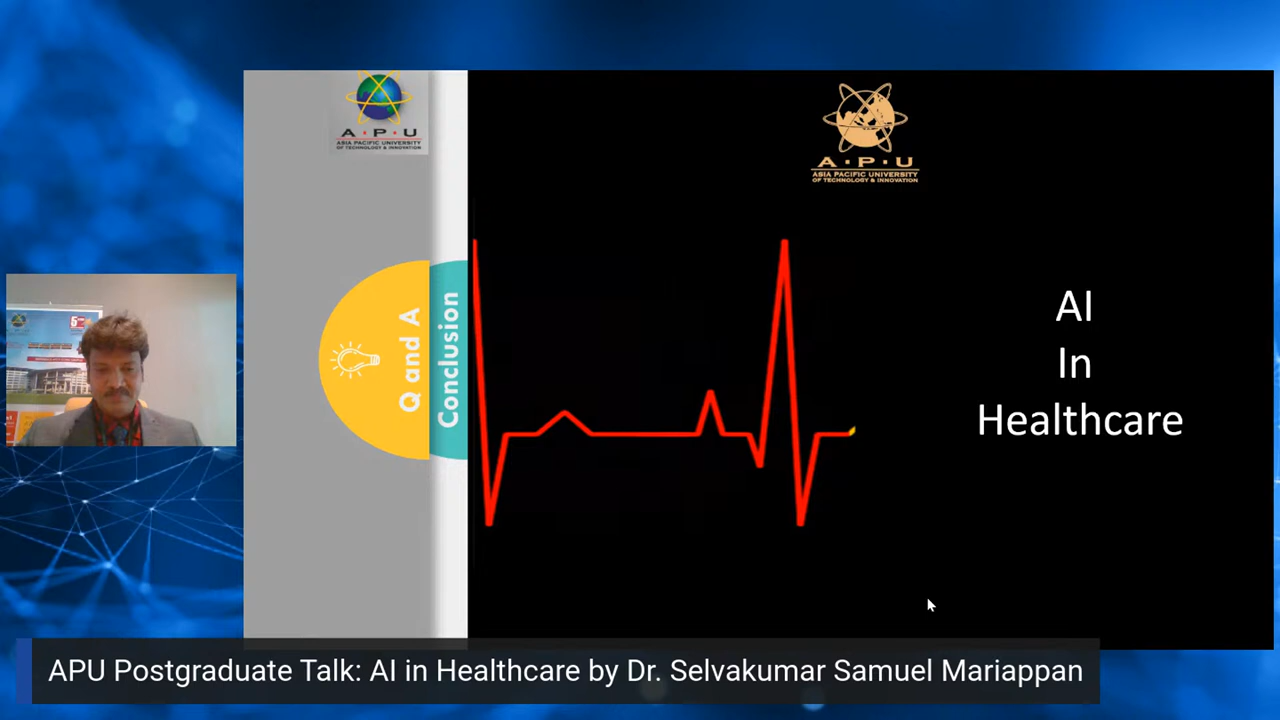 A·P·U
ASIA PACIFIC UNIVERSITY
OF TECHNOLOGY & INNOVATION
Q and A
Conclusion
A·P·U
ASIA PACIFIC UNIVERSITY
OF TECHNOLOGY & INNOVATION
AI
In
Healthcare
APU Postgraduate Talk: AI in Healthcare by Dr. Selvakumar Samuel Mariappan